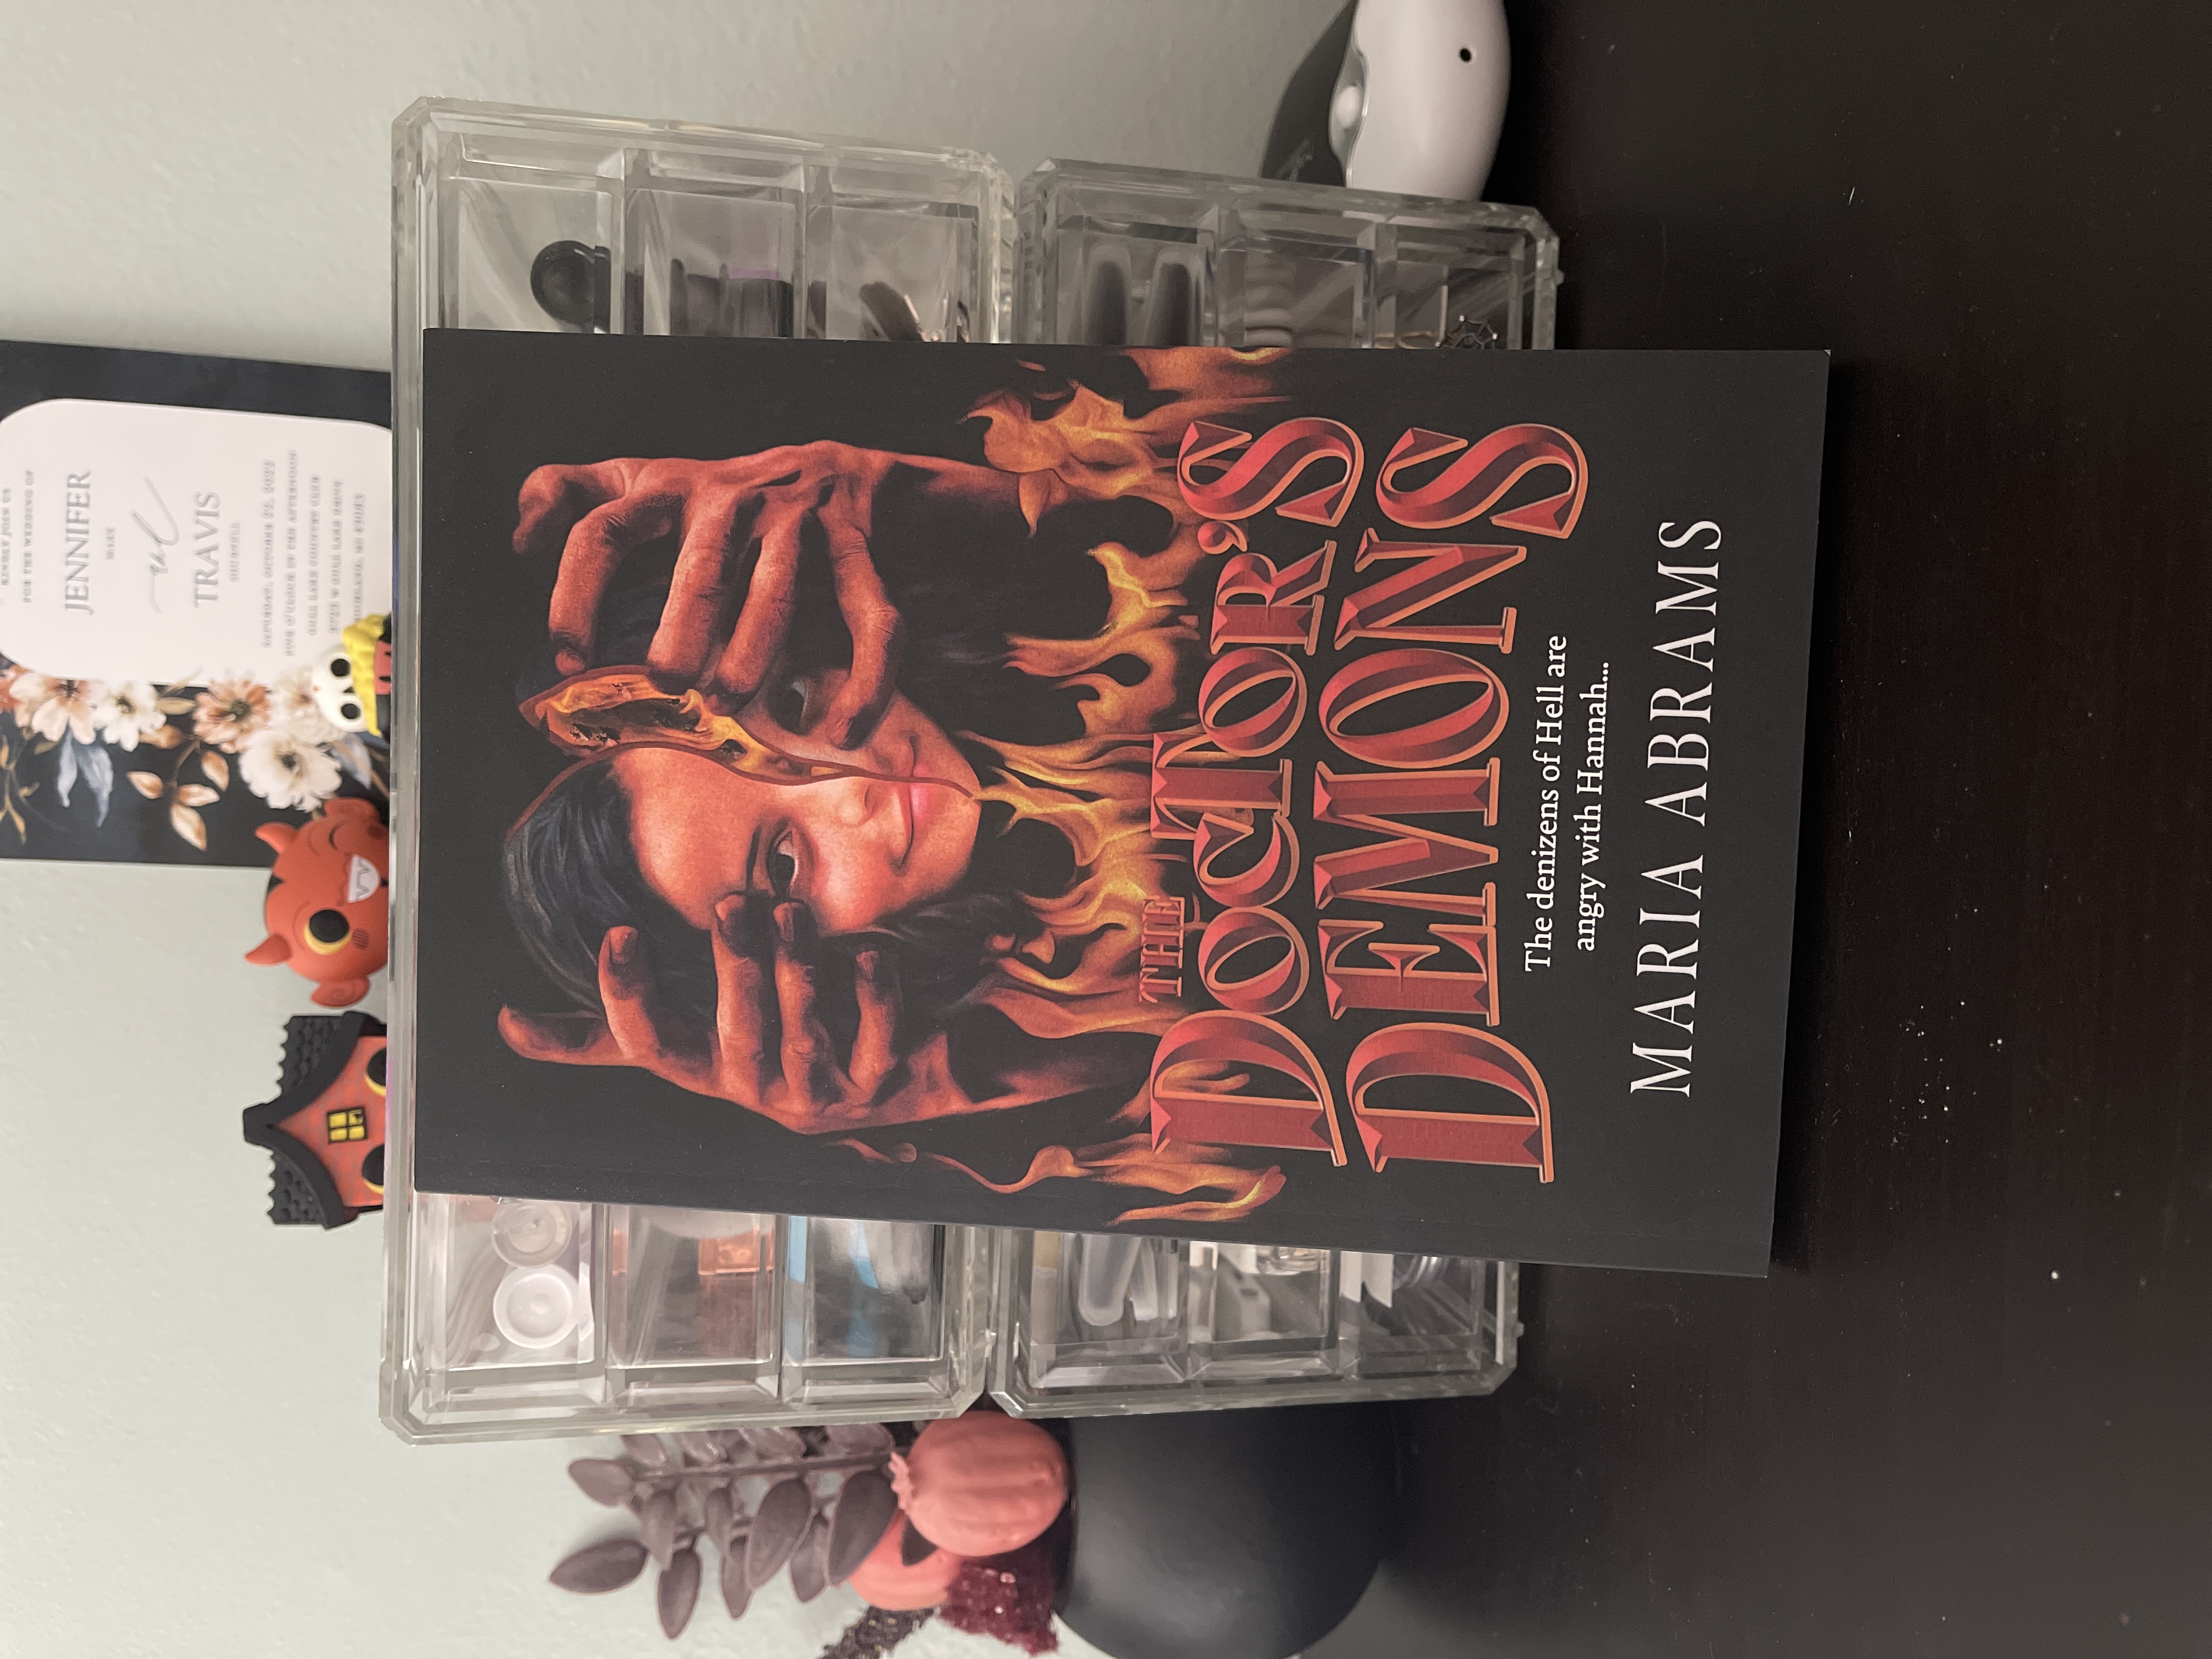 THE
DOCTOR'S
DEMONS
The denizens of Hell are
angry with Hannah...
MARIA ABRAMS
KINDLY JOIN US
FOR THE WEDDING OF
JENNIFER
TRAVIS